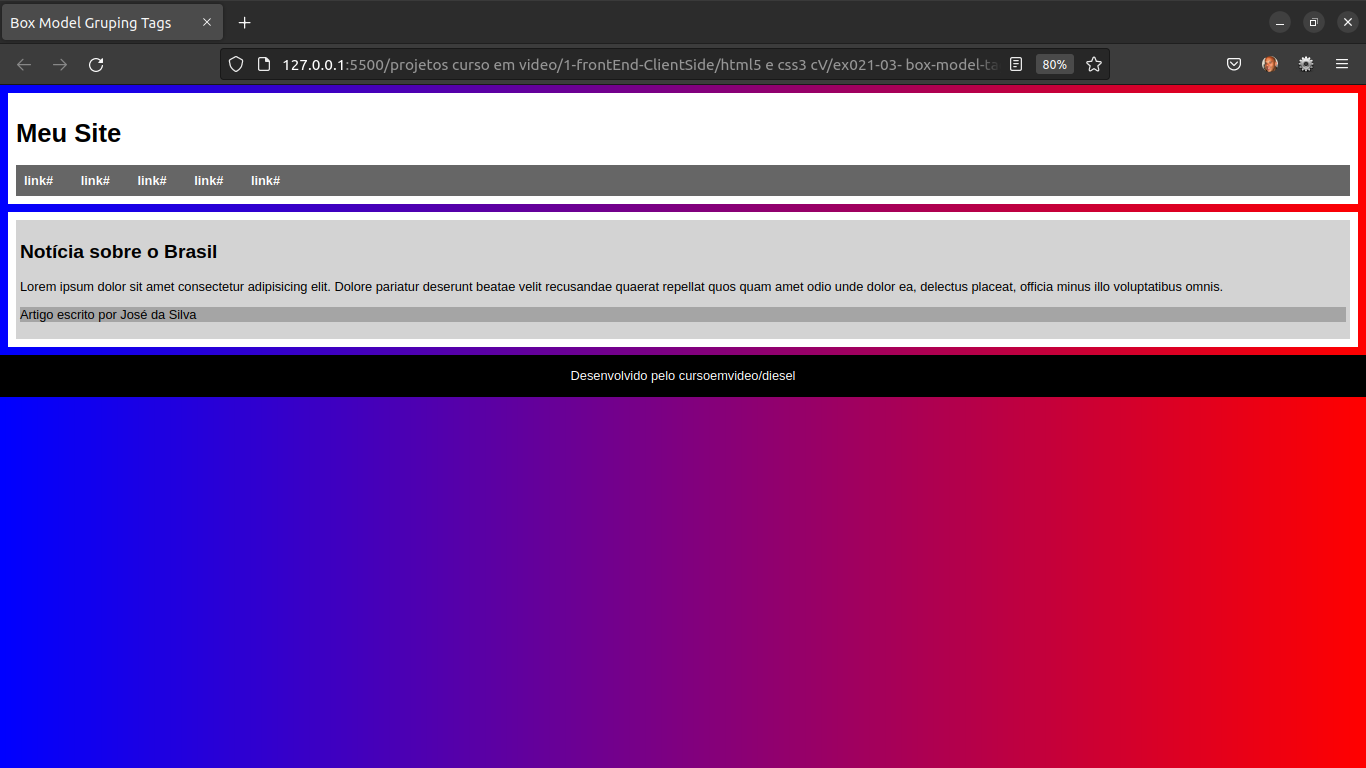 Box Model Gruping Tags
127.0.0.1:5500/projetos curso em video/1-frontEnd-ClientSide/html5 e css3 cV/ex021-03- box-model-ta
80%
Meu Site
link# link# link# link# link#
Notícia sobre o Brasil
Lorem ipsum dolor sit amet consectetur adipisicing elit. Dolore pariatur deserunt beatae velit recusandae quaerat repellat quos quam amet odio unde dolor ea, delectus placeat, officia minus illo voluptatibus omnis.
Artigo escrito por José da Silva
Desenvolvido pelo cursoemvideo/diesel